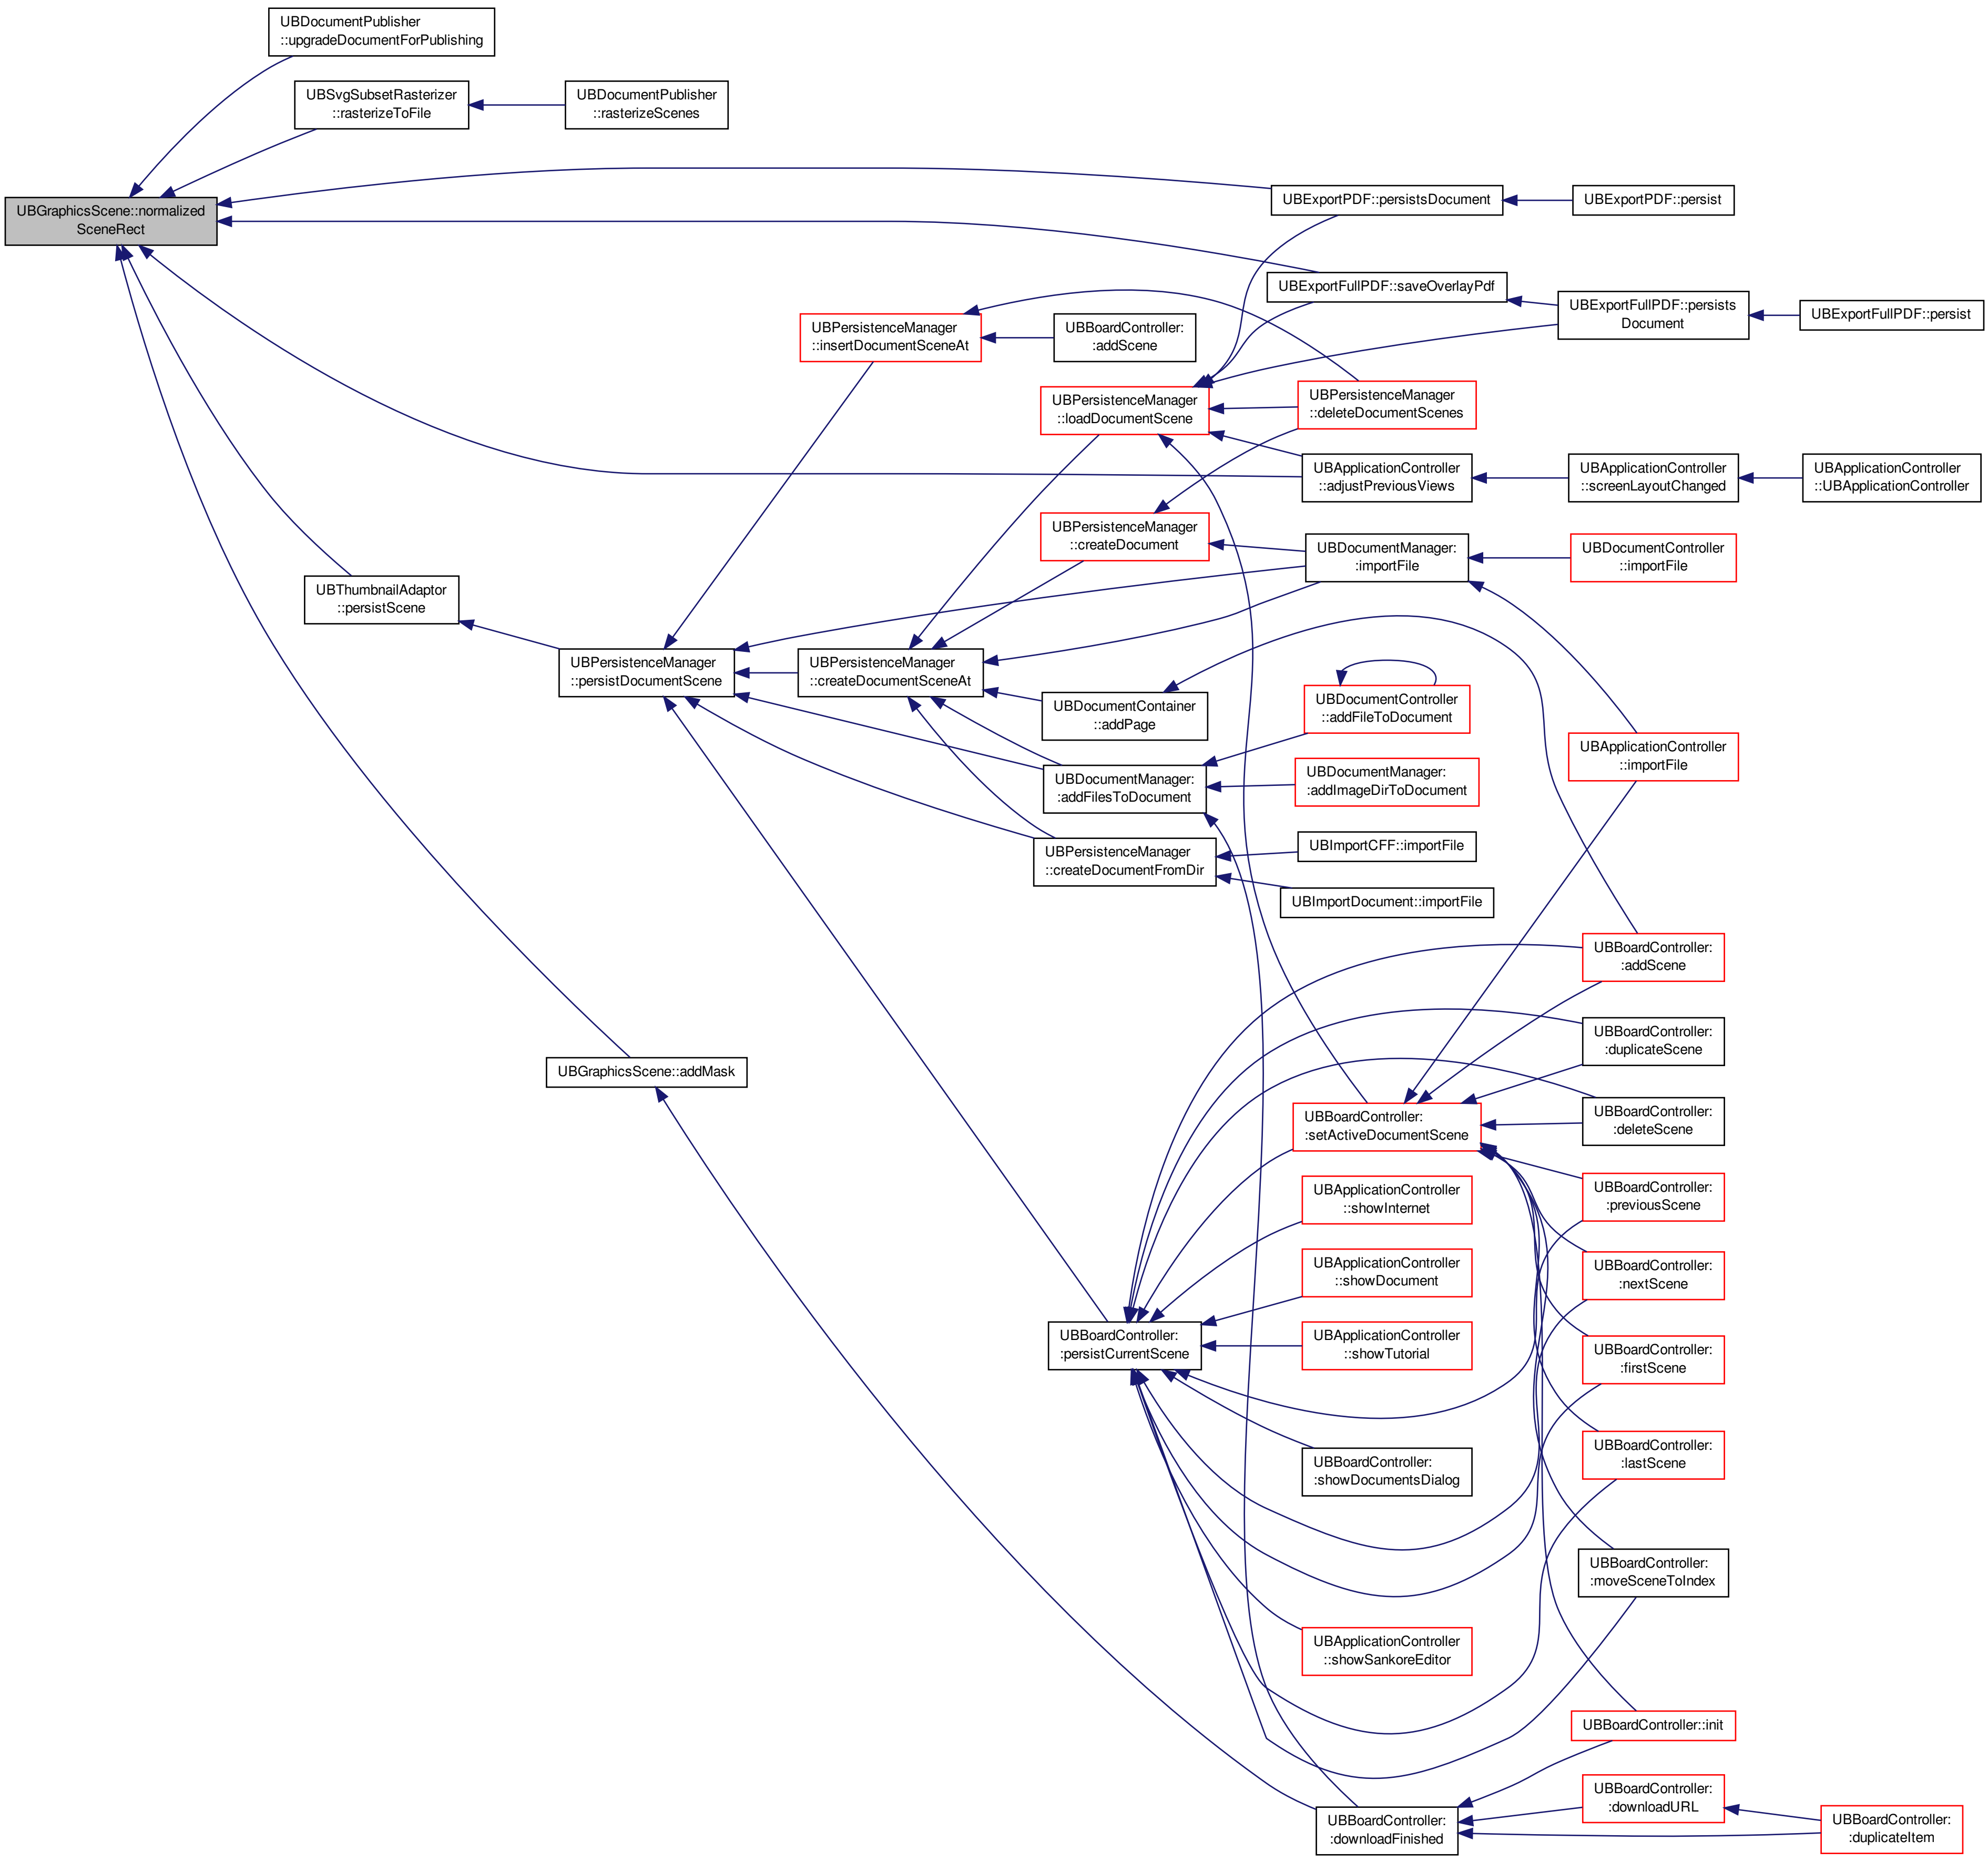 UBDocumentPublisher
::upgradeDocumentForPublishing
UBSvgSubsetRasterizer
::rasterizeToFile
UBDocumentPublisher
::rasterizeScenes
UBGraphicsScene::normalized
SceneRect
UBExportPDF::persistsDocument
UBExportPDF::persist
UBExportFullPDF::saveOverlayPdf
UBExportFullPDF::persists
Document
UBExportFullPDF::persist
UBPersistenceManager
::insertDocumentSceneAt
UBBoardController:
:addScene
UBPersistenceManager
::loadDocumentScene
UBPersistenceManager
::deleteDocumentScenes
UBApplicationController
::adjustPreviousViews
UBApplicationController
::screenLayoutChanged
UBApplicationController
::UBApplicationController
UBPersistenceManager
::createDocument
UBDocumentManager:
:importFile
UBDocumentController
::importFile
UBThumbnailAdaptor
::persistScene
UBPersistenceManager
::persistDocumentScene
UBPersistenceManager
::createDocumentSceneAt
UBDocumentContainer
::addPage
UBDocumentController
::addFileToDocument
UBApplicationController
::importFile
UBDocumentManager:
:addFilesToDocument
UBDocumentManager:
:addImageDirToDocument
UBPersistenceManager
::createDocumentFromDir
UBImportCFF::importFile
UBImportDocument::importFile
UBBoardController:
:addScene
UBBoardController:
:duplicateScene
UBGraphicsScene::addMask
UBBoardController:
:setActiveDocumentScene
UBBoardController:
:deleteScene
UBApplicationController
::showInternet
UBBoardController:
:previousScene
UBApplicationController
::showDocument
UBBoardController:
:nextScene
UBBoardController:
:persistCurrentScene
UBApplicationController
::showTutorial
UBBoardController:
:firstScene
UBBoardController:
:showDocumentsDialog
UBBoardController:
:lastScene
UBBoardController:
:moveSceneToIndex
UBApplicationController
::showSankoreEditor
UBBoardController::init
UBBoardController:
:downloadURL
UBBoardController:
:downloadFinished
UBBoardController:
:duplicateItem